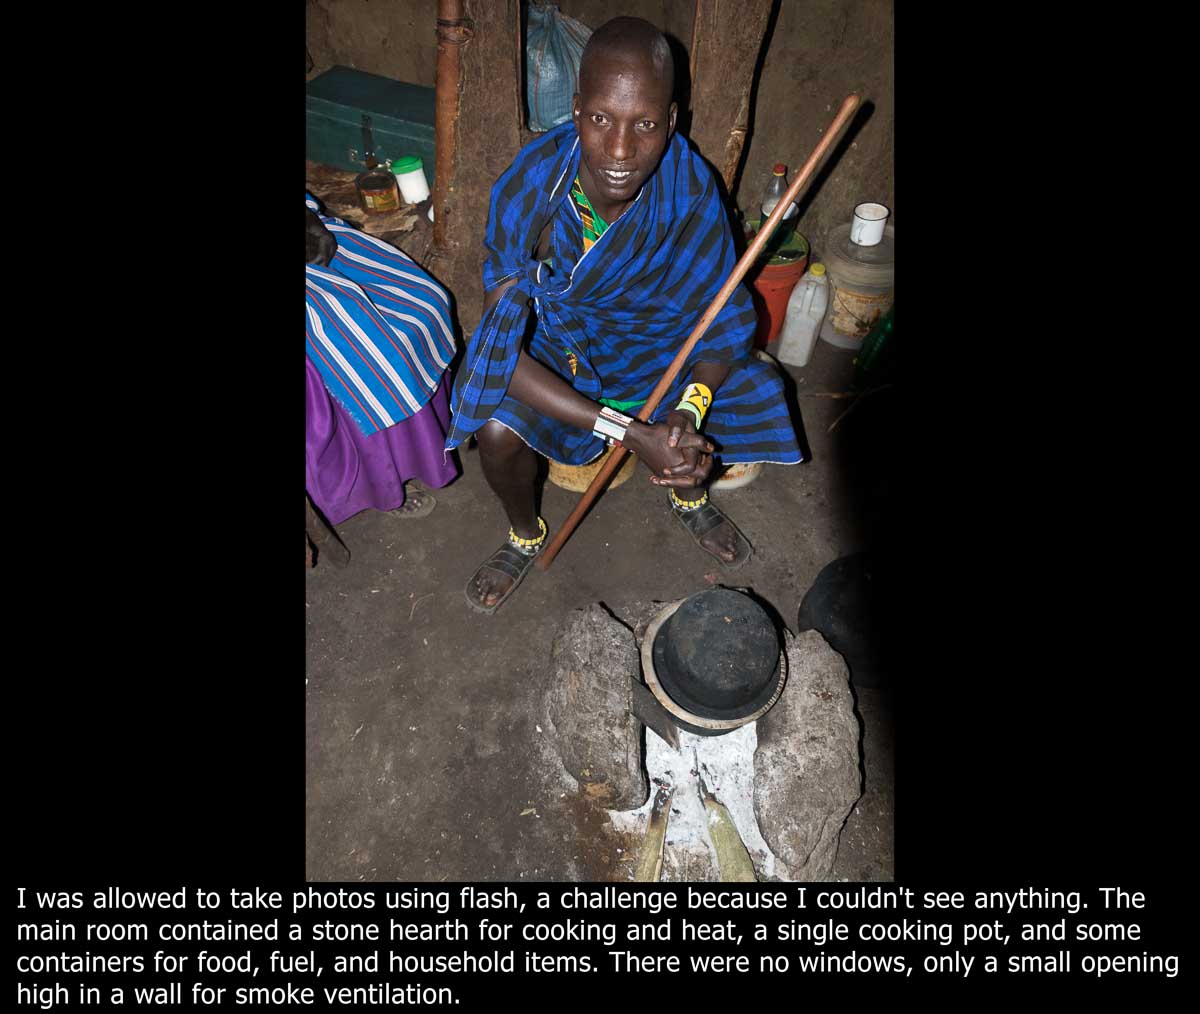 I was allowed to take photos using flash, a challenge because I couldn't see anything. The
main room contained a stone hearth for cooking and heat, a single cooking pot, and some
containers for food, fuel, and household items. There were no windows, only a small opening
high in a wall for smoke ventilation.